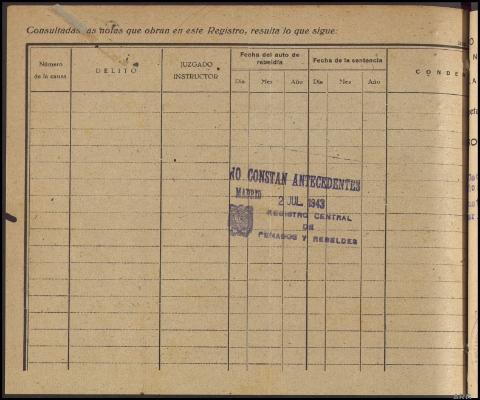 Consultadas las notas que obran en este Registro, resulta lo que sigue:
Número de la causa
DELITO
JUZGADO INSTRUCTOR
Fecha del auto de rebeldía
Fecha de la sentencia
Día Mes Año Día Mes Año
CONDEN
NO CONSTAN ANTECEDENTES
MADRID 2 JUL. 1943
REGISTRO CENTRAL
DE
PENADOS Y REBELDES